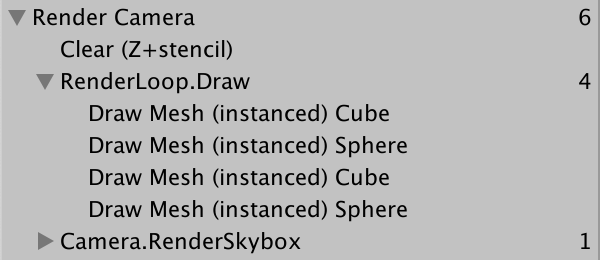 Render Camera 6
Clear (Z+stencil)
RenderLoop.Draw 4
Draw Mesh (instanced) Cube
Draw Mesh (instanced) Sphere
Draw Mesh (instanced) Cube
Draw Mesh (instanced) Sphere
Camera.RenderSkybox 1